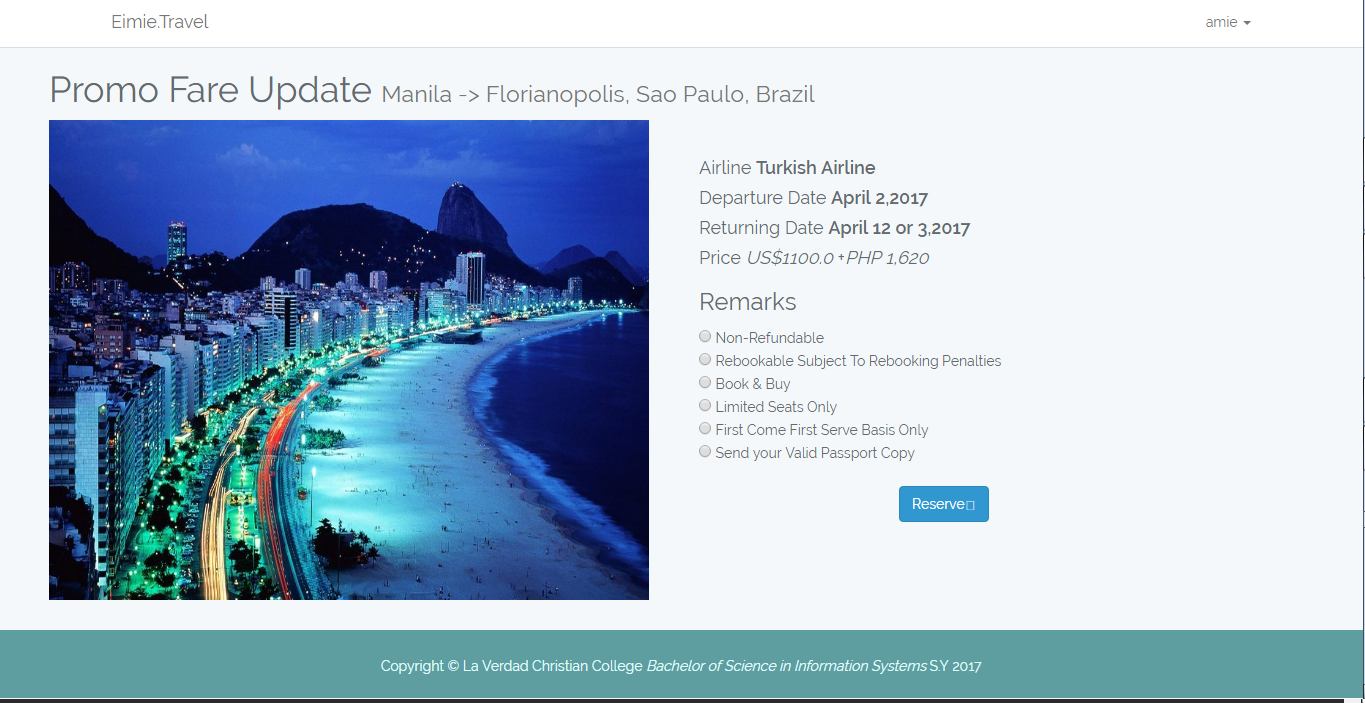 Eimie.Travel
amie
Promo Fare Update Manila -> Florianopolis, Sao Paulo, Brazil
Airline Turkish Airline
Departure Date April 2,2017
Returning Date April 12 or 3,2017
Price US$1100.0 +PHP 1,620
Remarks
Non-Refundable
Rebookable Subject To Rebooking Penalties
Book & Buy
Limited Seats Only
First Come First Serve Basis Only
Send your Valid Passport Copy
Reserve
Copyright © La Verdad Christian College Bachelor of Science in Information Systems S.Y 2017